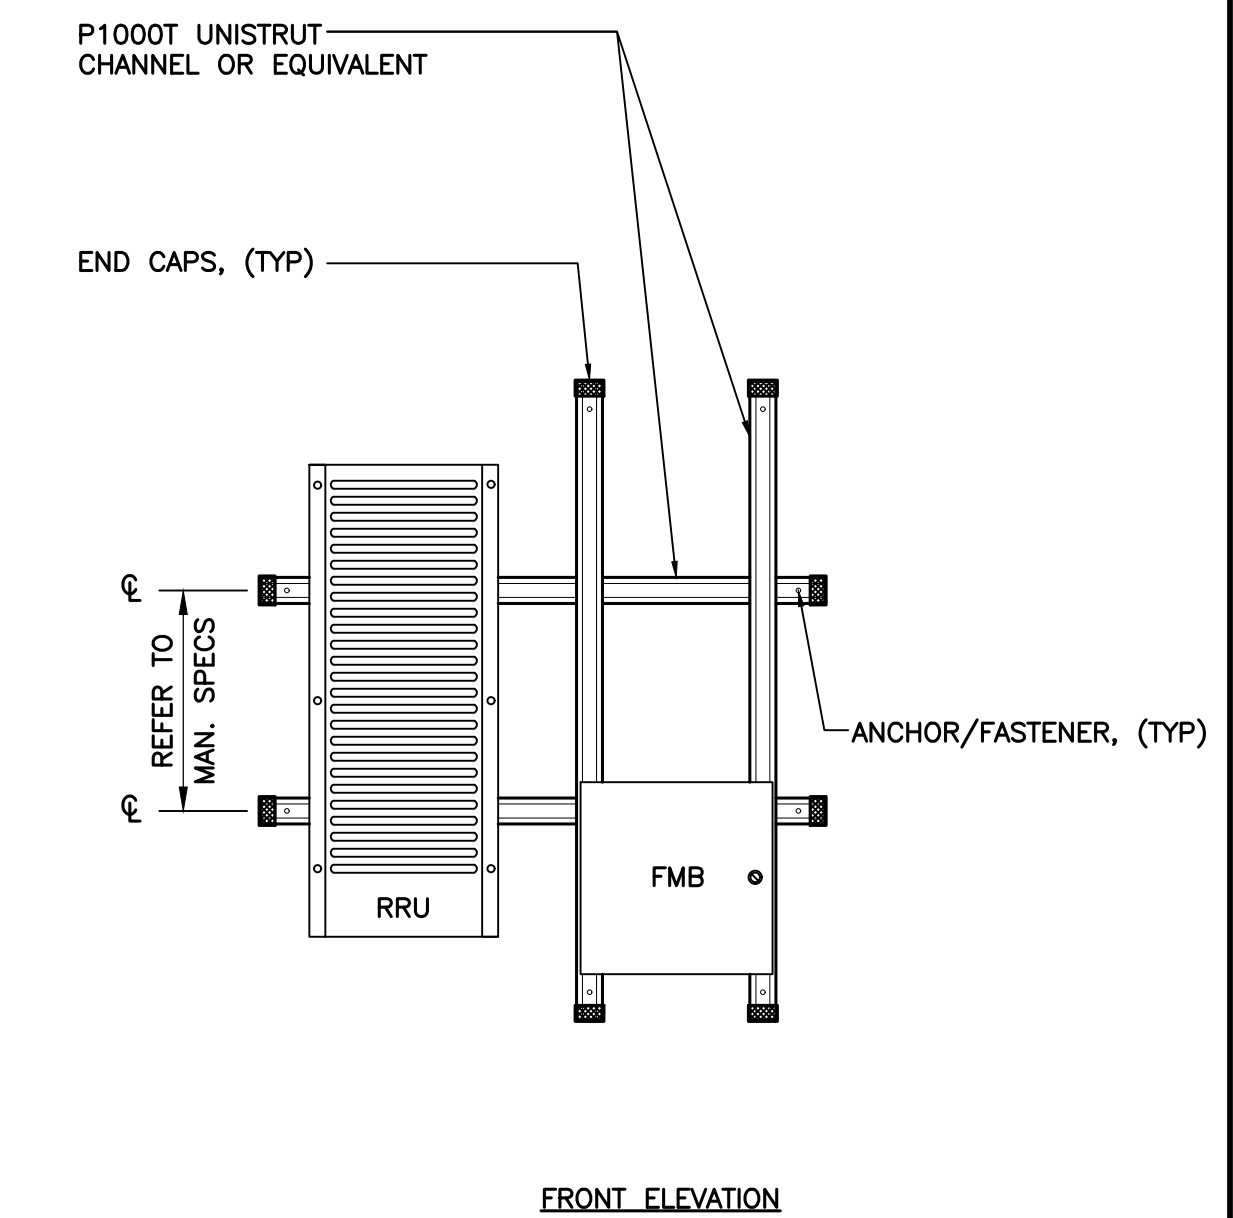 P1000T UNISTRUT
CHANNEL OR EQUIVALENT
END CAPS, (TYP)
℄
REFER TO
MAN. SPECS
℄
ANCHOR/FASTENER, (TYP)
FMB
RRU
FRONT ELEVATION